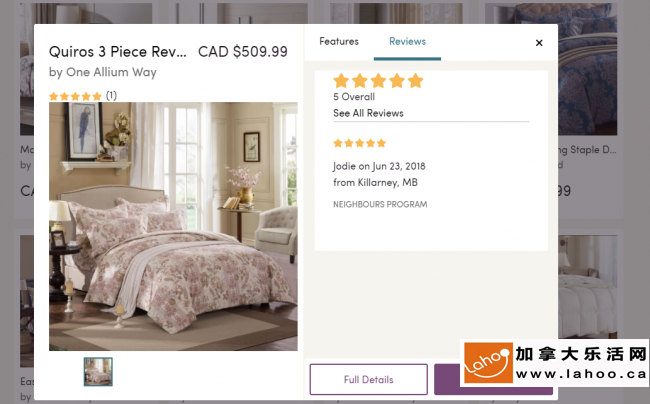 Quiros 3 Piece Rev... CAD $509.99
by One Allium Way
(1)
Features
Reviews
×
5 Overall
See All Reviews
Jodie on Jun 23, 2018
from Killarney, MB
NEIGHBOURS PROGRAM
Full Details
Ma
by
CA
ng Staple D...
d
99
Eas
by
Laho
加拿大乐活网
www.lahoo.ca